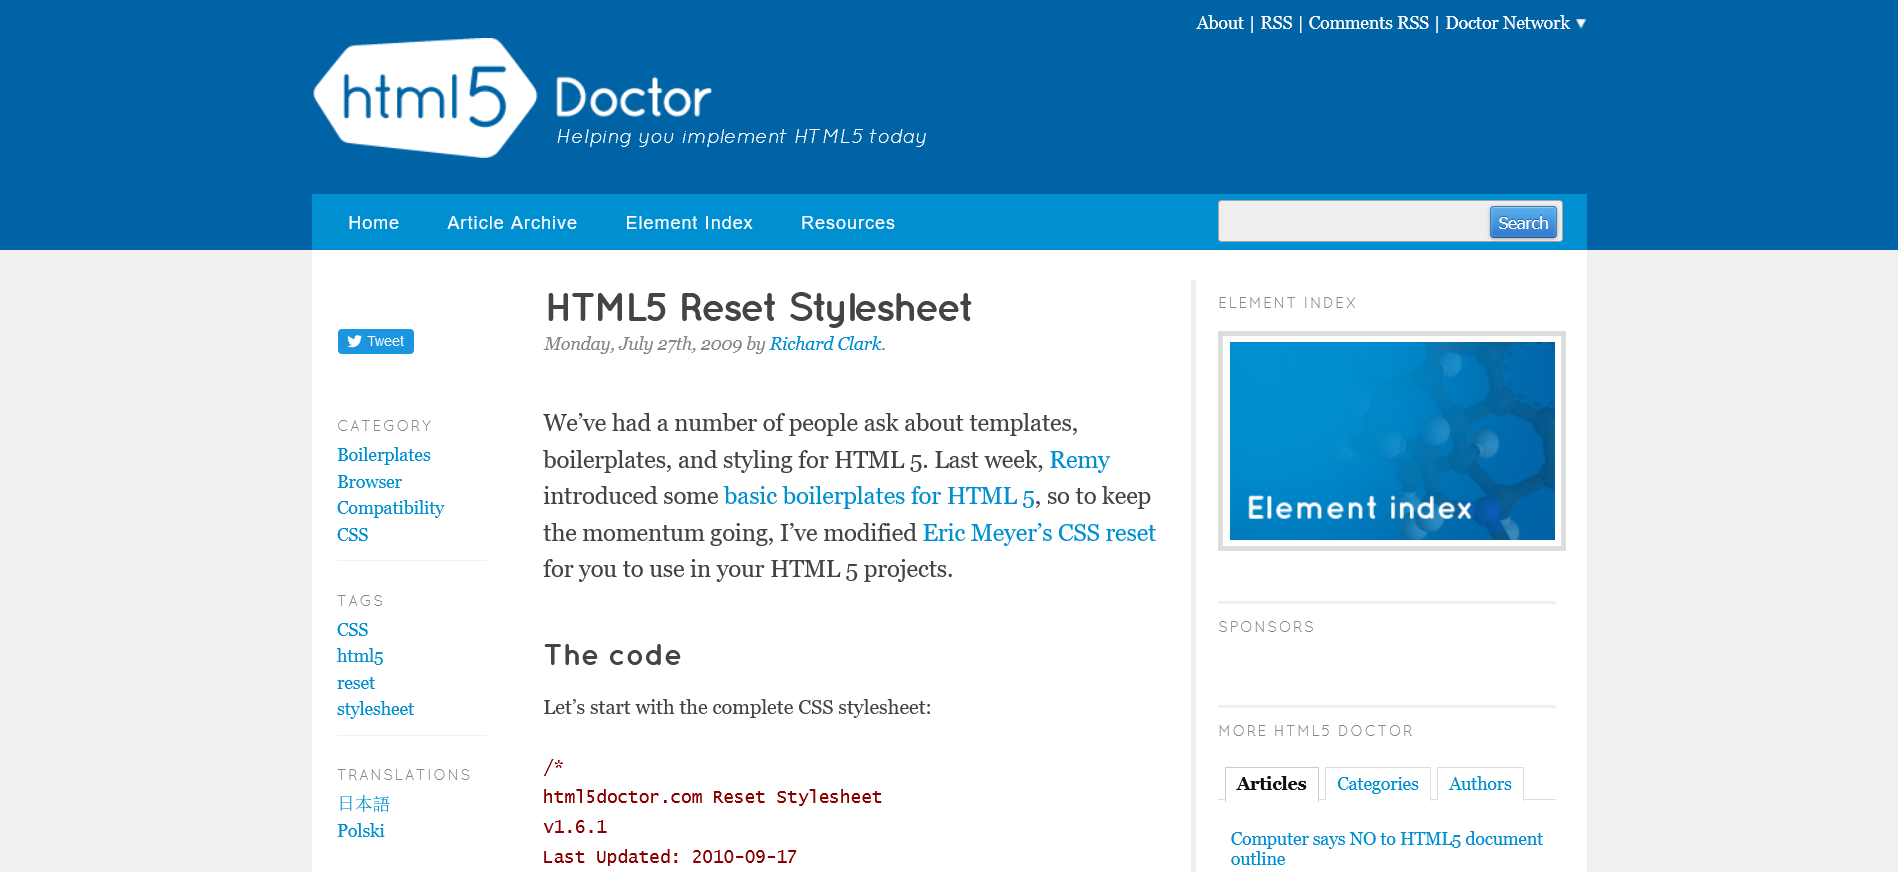 About | RSS | Comments RSS | Doctor Network ▼
html5 Doctor
Helping you implement HTML5 today
Home Article Archive Element Index Resources Search
Tweet
CATEGORY
Boilerplates
Browser
Compatibility
CSS
TAGS
CSS
html5
reset
stylesheet
TRANSLATIONS
日本語
Polski
HTML5 Reset Stylesheet
Monday, July 27th, 2009 by Richard Clark.
We’ve had a number of people ask about templates,
boilerplates, and styling for HTML 5. Last week, Remy
introduced some basic boilerplates for HTML 5, so to keep
the momentum going, I’ve modified Eric Meyer’s CSS reset
for you to use in your HTML 5 projects.
The code
Let’s start with the complete CSS stylesheet:
/*
html5doctor.com Reset Stylesheet
v1.6.1
Last Updated: 2010-09-17
ELEMENT INDEX
Element index
SPONSORS
MORE HTML5 DOCTOR
Articles Categories Authors
Computer says NO to HTML5 document
outline